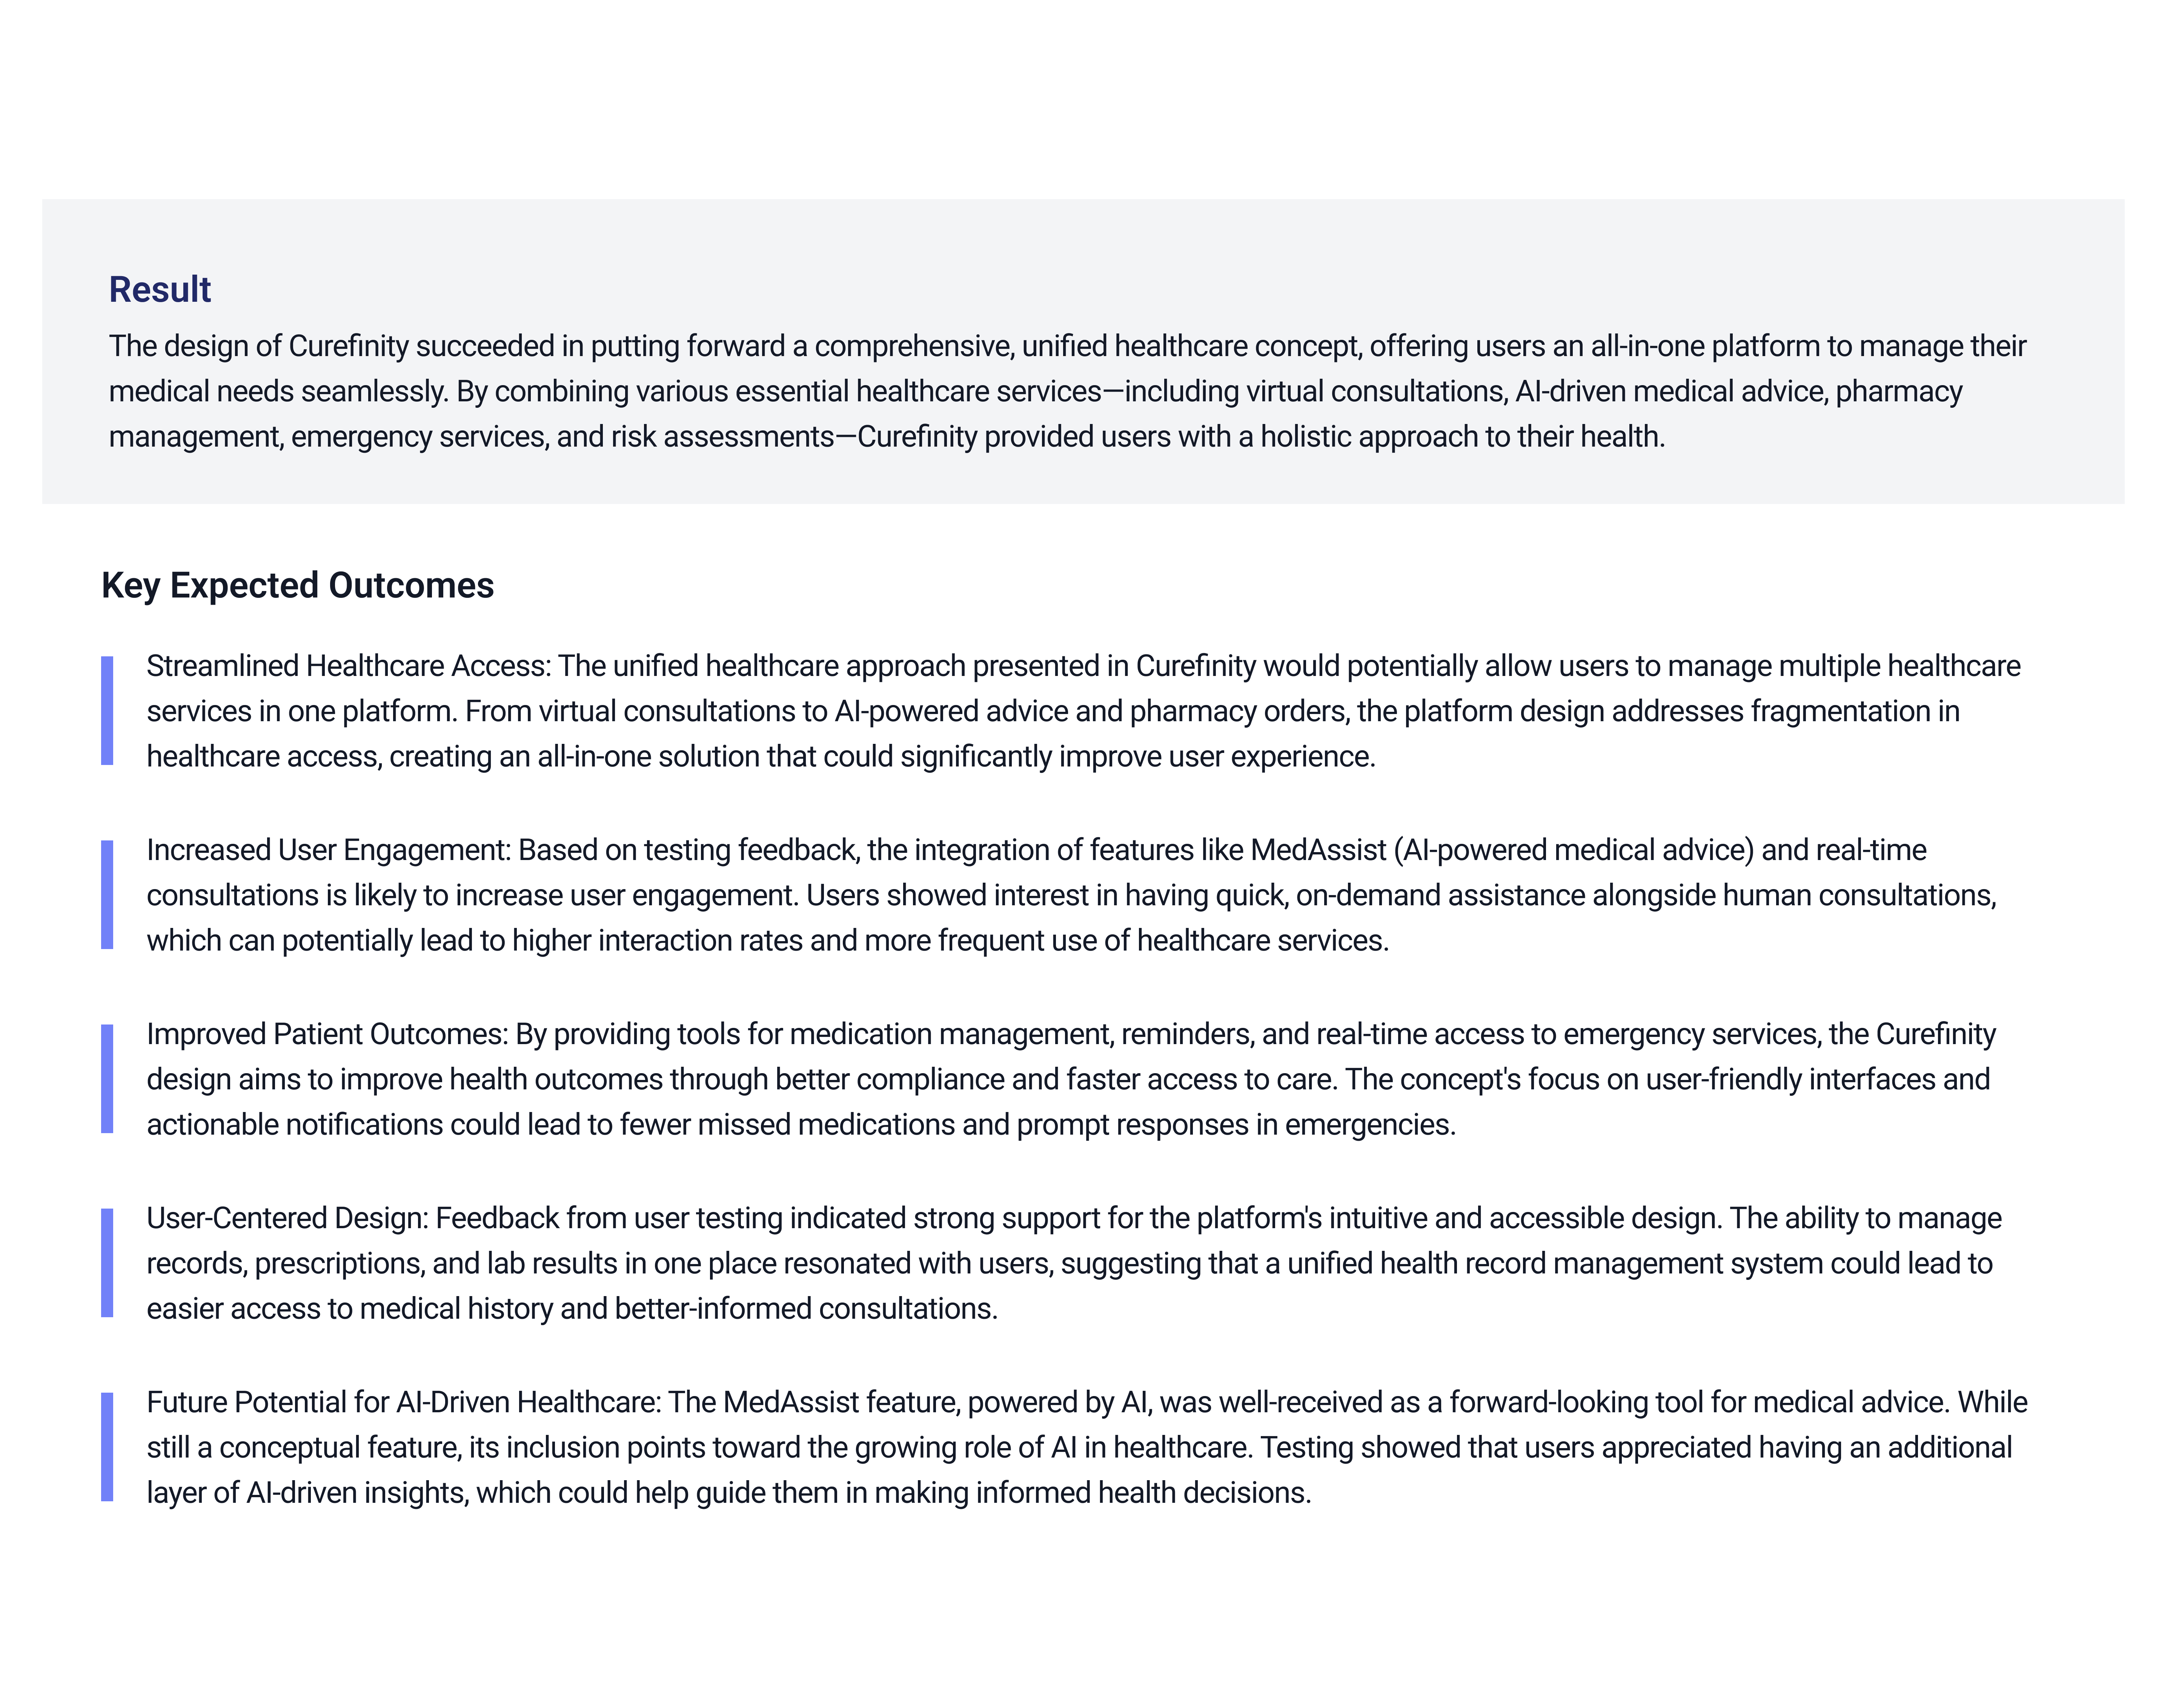 Result
The design of Curefinity succeeded in putting forward a comprehensive, unified healthcare concept, offering users an all-in-one platform to manage their
medical needs seamlessly. By combining various essential healthcare services—including virtual consultations, AI-driven medical advice, pharmacy
management, emergency services, and risk assessments—Curefinity provided users with a holistic approach to their health.
Key Expected Outcomes
Streamlined Healthcare Access: The unified healthcare approach presented in Curefinity would potentially allow users to manage multiple healthcare
services in one platform. From virtual consultations to AI-powered advice and pharmacy orders, the platform design addresses fragmentation in
healthcare access, creating an all-in-one solution that could significantly improve user experience.
Increased User Engagement: Based on testing feedback, the integration of features like MedAssist (AI-powered medical advice) and real-time
consultations is likely to increase user engagement. Users showed interest in having quick, on-demand assistance alongside human consultations,
which can potentially lead to higher interaction rates and more frequent use of healthcare services.
Improved Patient Outcomes: By providing tools for medication management, reminders, and real-time access to emergency services, the Curefinity
design aims to improve health outcomes through better compliance and faster access to care. The concept's focus on user-friendly interfaces and
actionable notifications could lead to fewer missed medications and prompt responses in emergencies.
User-Centered Design: Feedback from user testing indicated strong support for the platform's intuitive and accessible design. The ability to manage
records, prescriptions, and lab results in one place resonated with users, suggesting that a unified health record management system could lead to
easier access to medical history and better-informed consultations.
Future Potential for AI-Driven Healthcare: The MedAssist feature, powered by AI, was well-received as a forward-looking tool for medical advice. While
still a conceptual feature, its inclusion points toward the growing role of AI in healthcare. Testing showed that users appreciated having an additional
layer of AI-driven insights, which could help guide them in making informed health decisions.